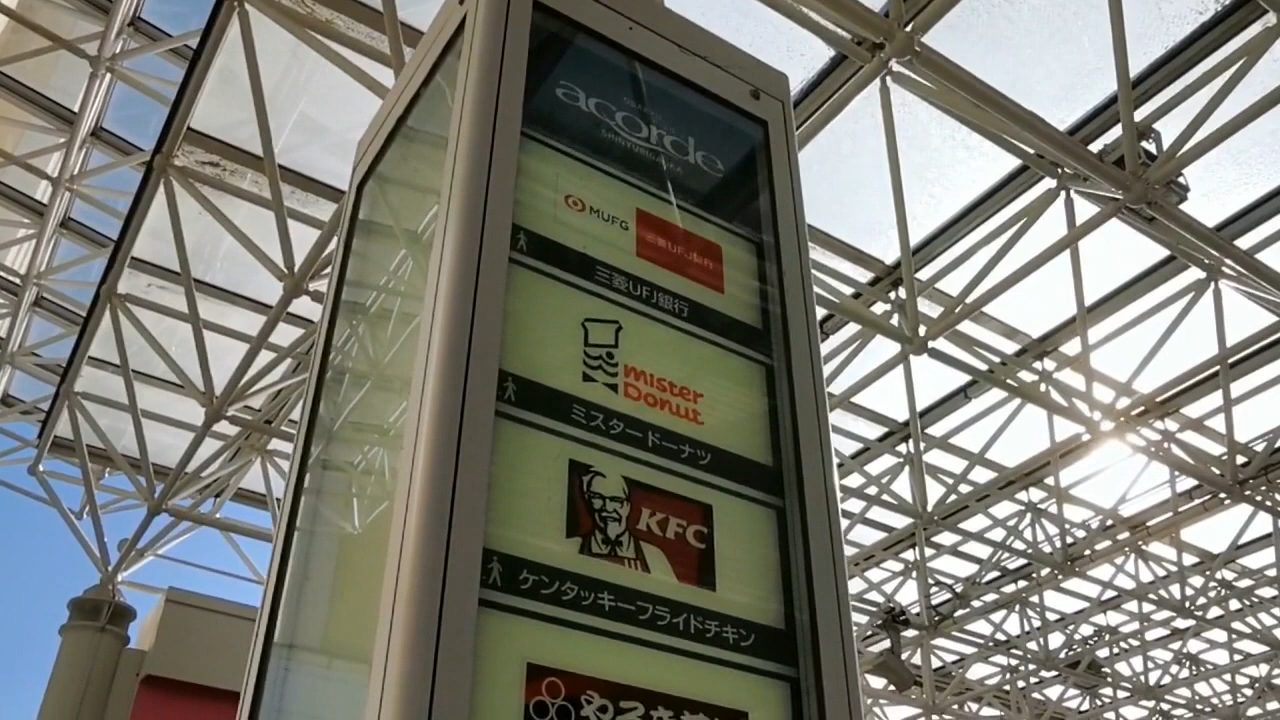 acorde
SHINYURIGAOKA
MUFG
三菱UFJ銀行
三菱UFJ銀行
mister
Donut
ミスタードーナツ
KFC
ケンタッキーフライドチキン